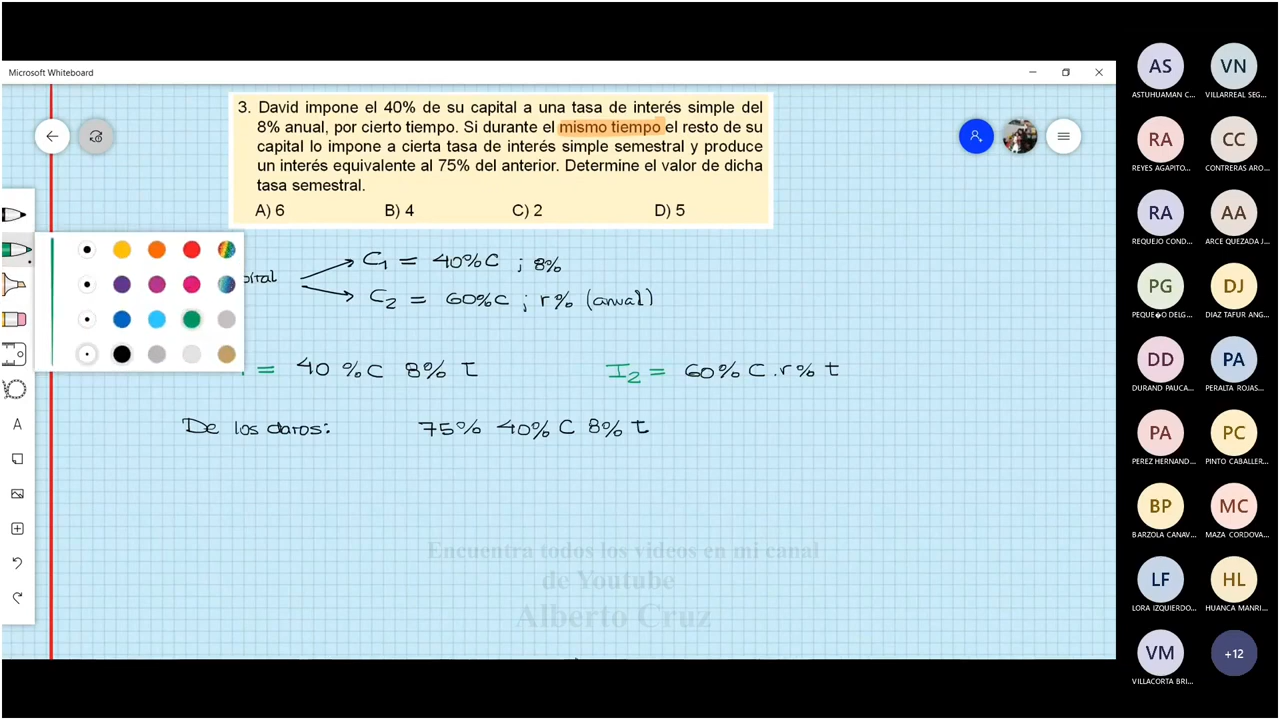 Microsoft Whiteboard
3. David impone el 40% de su capital a una tasa de interés simple del
8% anual, por cierto tiempo. Si durante el mismo tiempo el resto de su
capital lo impone a cierta tasa de interés simple semestral y produce
un interés equivalente al 75% del anterior. Determine el valor de dicha
tasa semestral.
A) 6 B) 4 C) 2 D) 5
C1 = 40%C ; 8%
pital
C2 = 60%C ; r% (anual)
= 40 %C 8% t I2 = 60% C . r% t
De los datos: 75% 40% C 8% t
Encuentra todos los videos en mi canal
de Youtube
Alberto Cruz
A
AS VN
ASTUHUAMAN C... VILLARREAL SEG...
RA CC
REYES AGAPITO... CONTRERAS ARO...
RA AA
REQUEJO COND... ARCE QUEZADA J...
PG DJ
PEQUE�O DELG... DIAZ TAFUR ANG...
DD PA
DURAND PAUCA... PERALTA ROJAS...
PA PC
PEREZ HERNAND... PINTO CABALLER...
BP MC
BARZOLA CANAV... MAZA CORDOVA...
LF HL
LORA IZQUIERDO... HUANCA MANRI...
VM +12
VILLACORTA BRI...